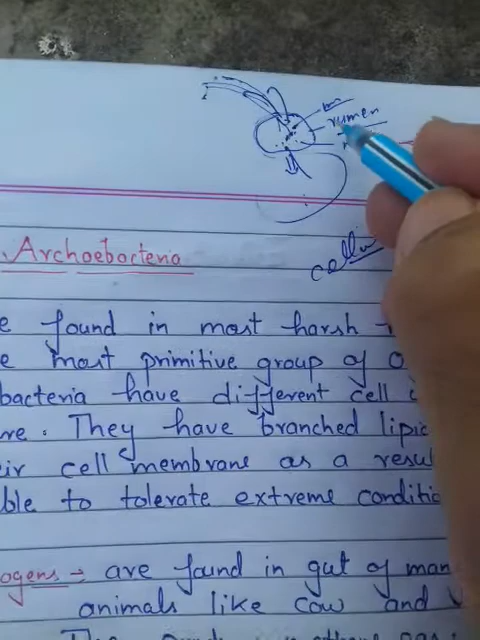 rumen
Archaebacteria
cell
e found in most harsh
e most primitive group of O
bacteria have different cell
re. They have branched lipi
eir cell membrane as a resul
ble to tolerate extreme conditio
ogens → are found in gut of man
animals like cow and